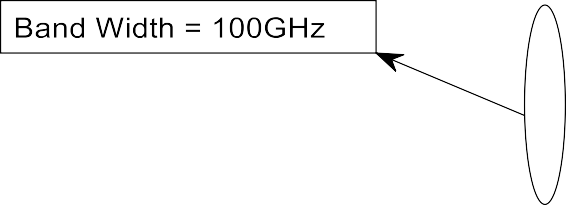 Band Width = 100GHz